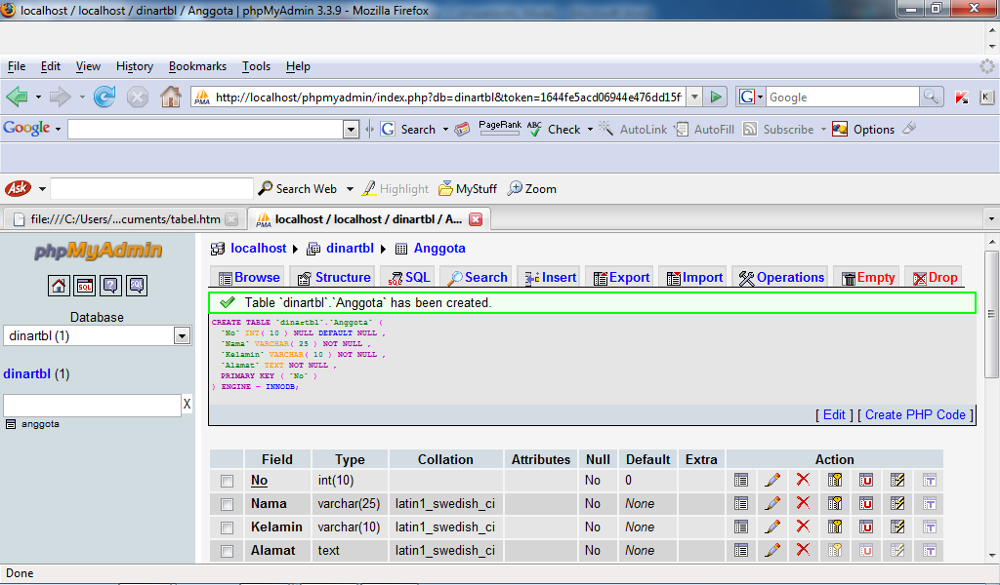 localhost / localhost / dinartbl / Anggota | phpMyAdmin 3.3.9 - Mozilla Firefox
File Edit View History Bookmarks Tools Help
PMA http://localhost/phpmyadmin/index.php?db=dinartbl&token=1644fe5acd06944e476dd15f G Google K
Google G Search PageRank ABC Check AutoLink AutoFill Subscribe Options
Ask Search Web Highlight MyStuff Zoom
file:///C:/Users/...cuments/tabel.htm PMA localhost / localhost / dinartbl / A...
phpMyAdmin
SQL
Database
dinartbl (1)
dinartbl (1)
X
anggota
localhost dinartbl Anggota
Browse Structure SQL Search Insert Export Import Operations Empty Drop
Table `dinartbl`.`Anggota` has been created.
CREATE TABLE `dinartbl`.`Anggota` (
`No` INT( 10 ) NULL DEFAULT NULL ,
`Nama` VARCHAR( 25 ) NOT NULL ,
`Kelamin` VARCHAR( 10 ) NOT NULL ,
`Alamat` TEXT NOT NULL ,
PRIMARY KEY ( `No` )
) ENGINE = INNODB;
[ Edit ] [ Create PHP Code ]
Field Type Collation Attributes Null Default Extra Action
No int(10) No 0
Nama varchar(25) latin1_swedish_ci No None
Kelamin varchar(10) latin1_swedish_ci No None
Alamat text latin1_swedish_ci No None
Done